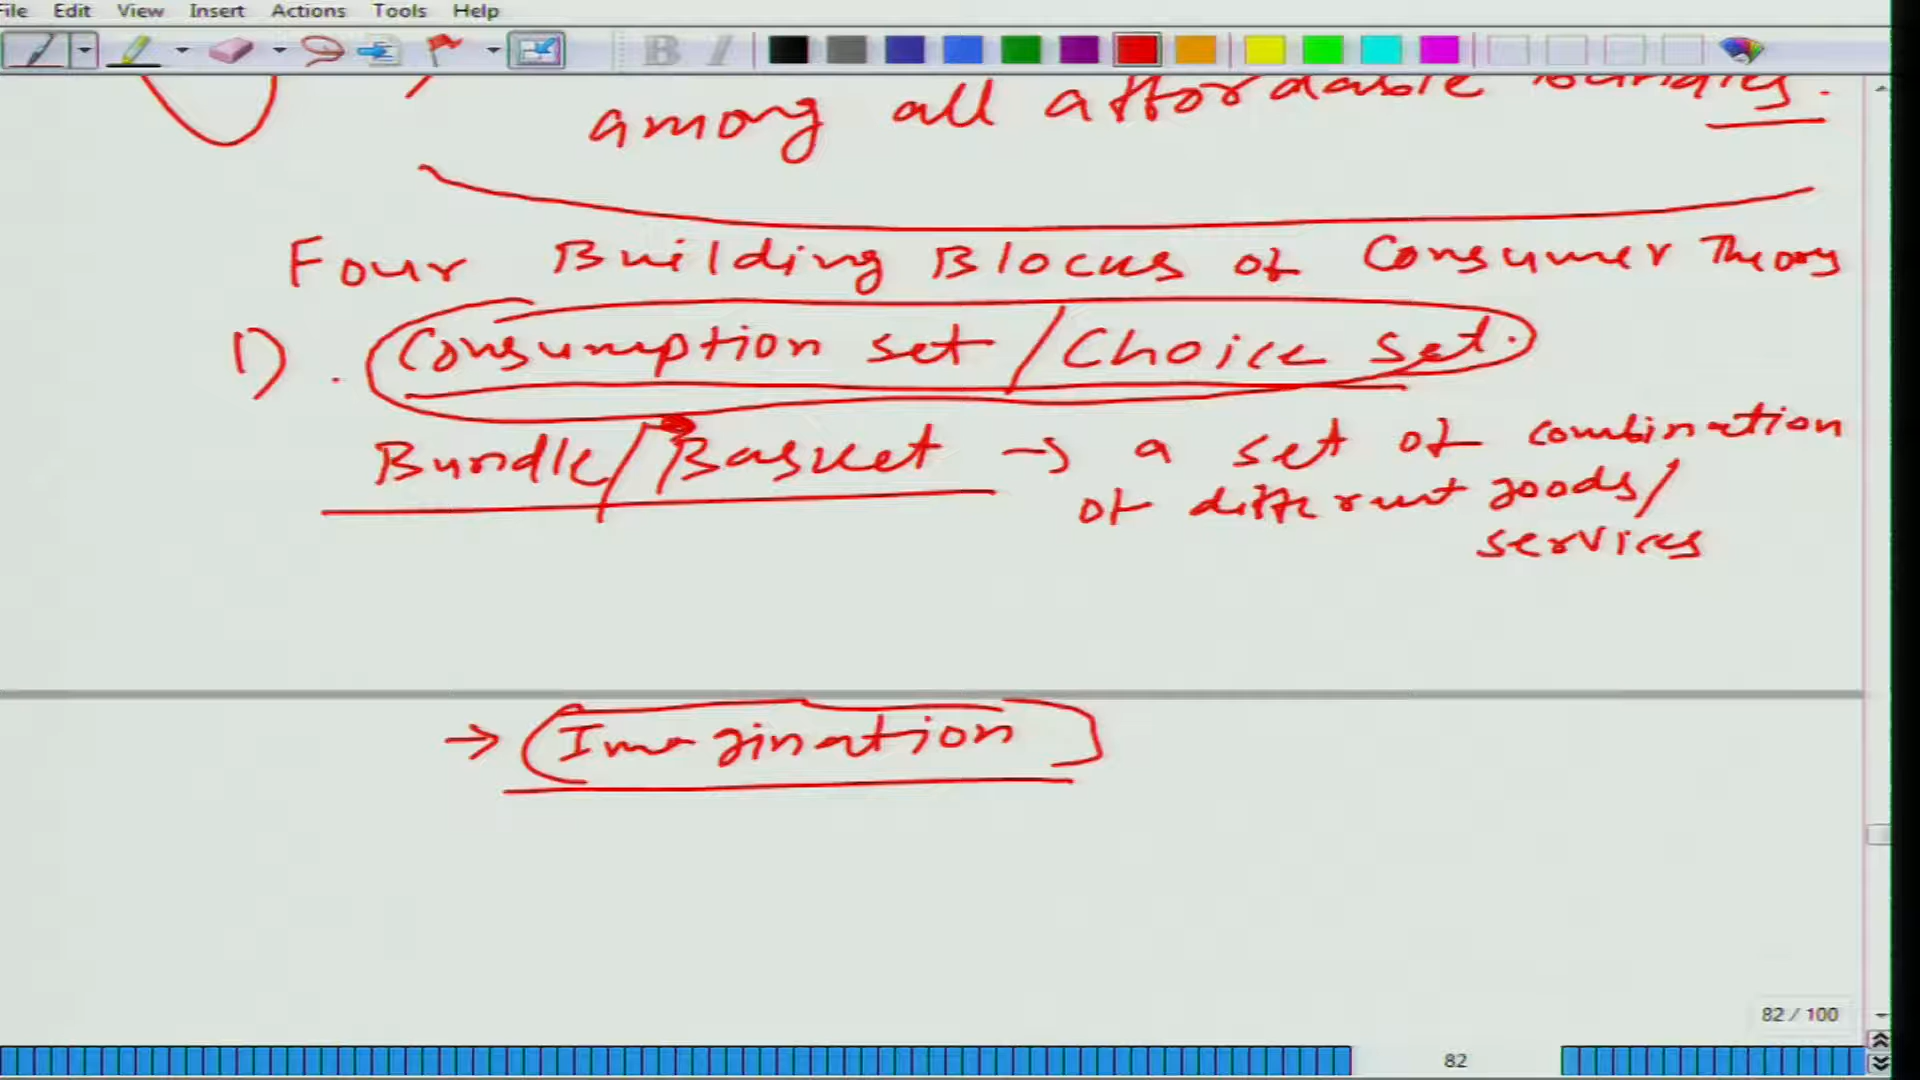 File Edit View Insert Actions Tools Help
B I
among all affordable bundles.
Four Building Blocks of Consumer Theory
1). Consumption set/Choice set.
Bundle/Basket → a set of combination
of different goods/
services
→ (Imagination)
82 / 100
82